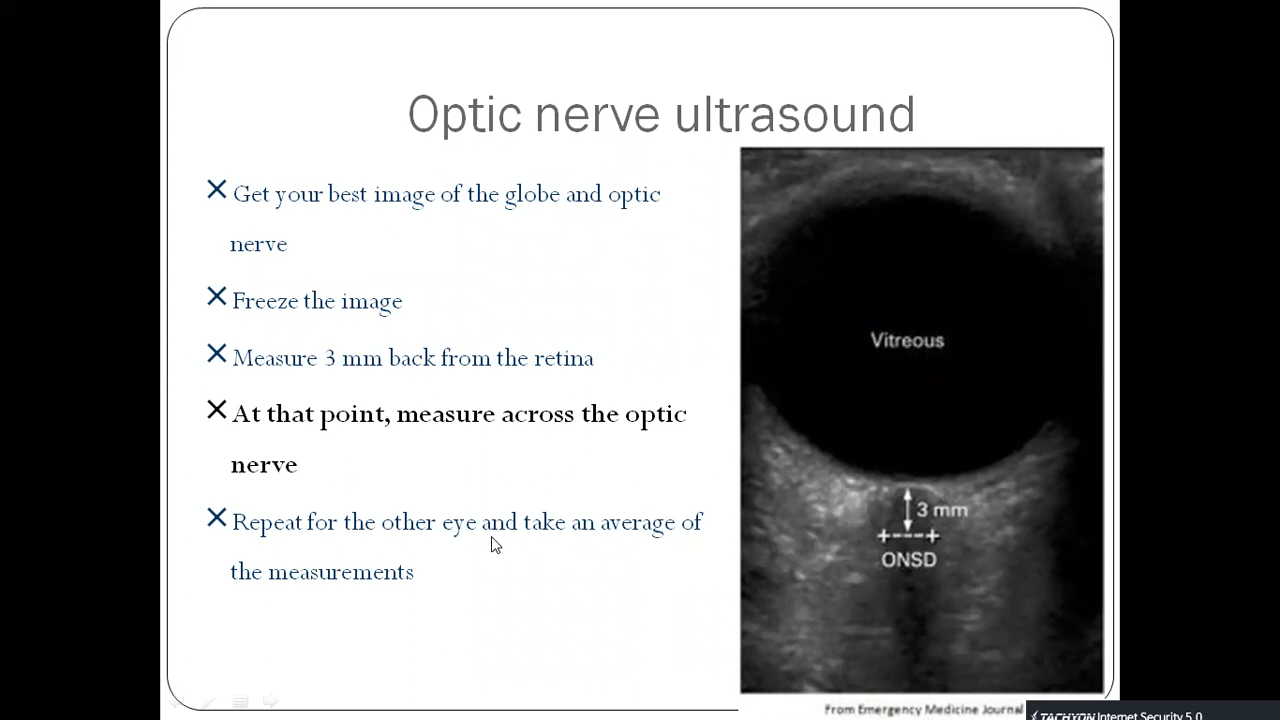 Optic nerve ultrasound
Get your best image of the globe and optic
nerve
Freeze the image
Measure 3 mm back from the retina
At that point, measure across the optic
nerve
Repeat for the other eye and take an average of
the measurements
Vitreous
3 mm
ONSD
From Emergency Medicine Journal
TACHYON Internet Security 5.0